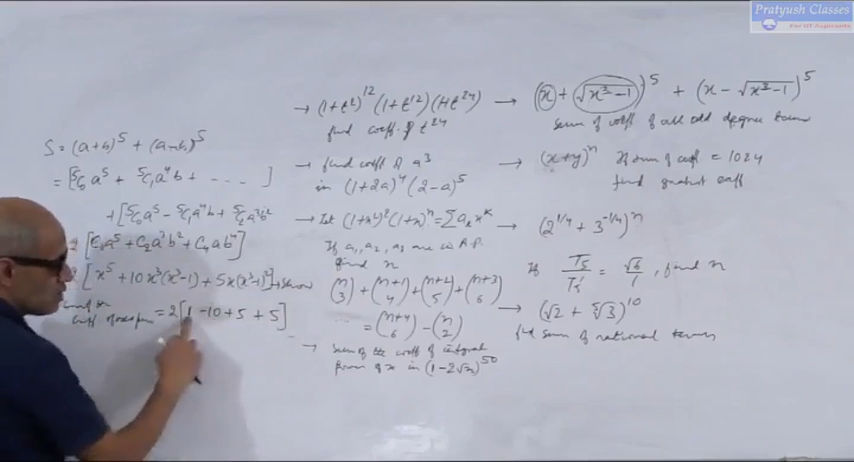 Pratyush Classes
For IIT Aspirants
S = (a+b)^5 + (a-b)^5
= [⁵C₀a⁵ + ⁵C₁a⁴b + - - - ]
+ [⁵C₀a⁵ - ⁵C₁a⁴b + ⁵C₂a³b²
[C₀a⁵ + C₂a³b² + C₄ab⁴]
[x⁵ + 10x³(x³-1) + 5x(x³-1)²]
= 2[1 - 10 + 5 + 5]
→ (1+t²)^12 (1+t^12)(1+t^24)
find coeff. of t^24
→ find coeff of a³
in (1+2a)⁴(2-a)⁵
→ Let (1+x²)²(1+x)^n = ∑ a_k x^k
If a₁, a₂, a₃ are in A.P.
find n
(n 3) + (n+1 4) + (n+2 5) + (n+3 6)
= (n+4 6) - (n 2)
→ sum of the coeff of integral
power of x in (1-2√x)^50
→ (x + √(x³-1))^5 + (x - √(x³-1))^5
sum of coeff of all odd degree terms
→ (x+y)^n If sum of coeff = 1024
find greatest coeff
→ (2^1/4 + 3^-1/4)^n
If T₅/T₅' = √6/1, find n
→ (√2 + ⁵√3)^10
find sum of rational terms